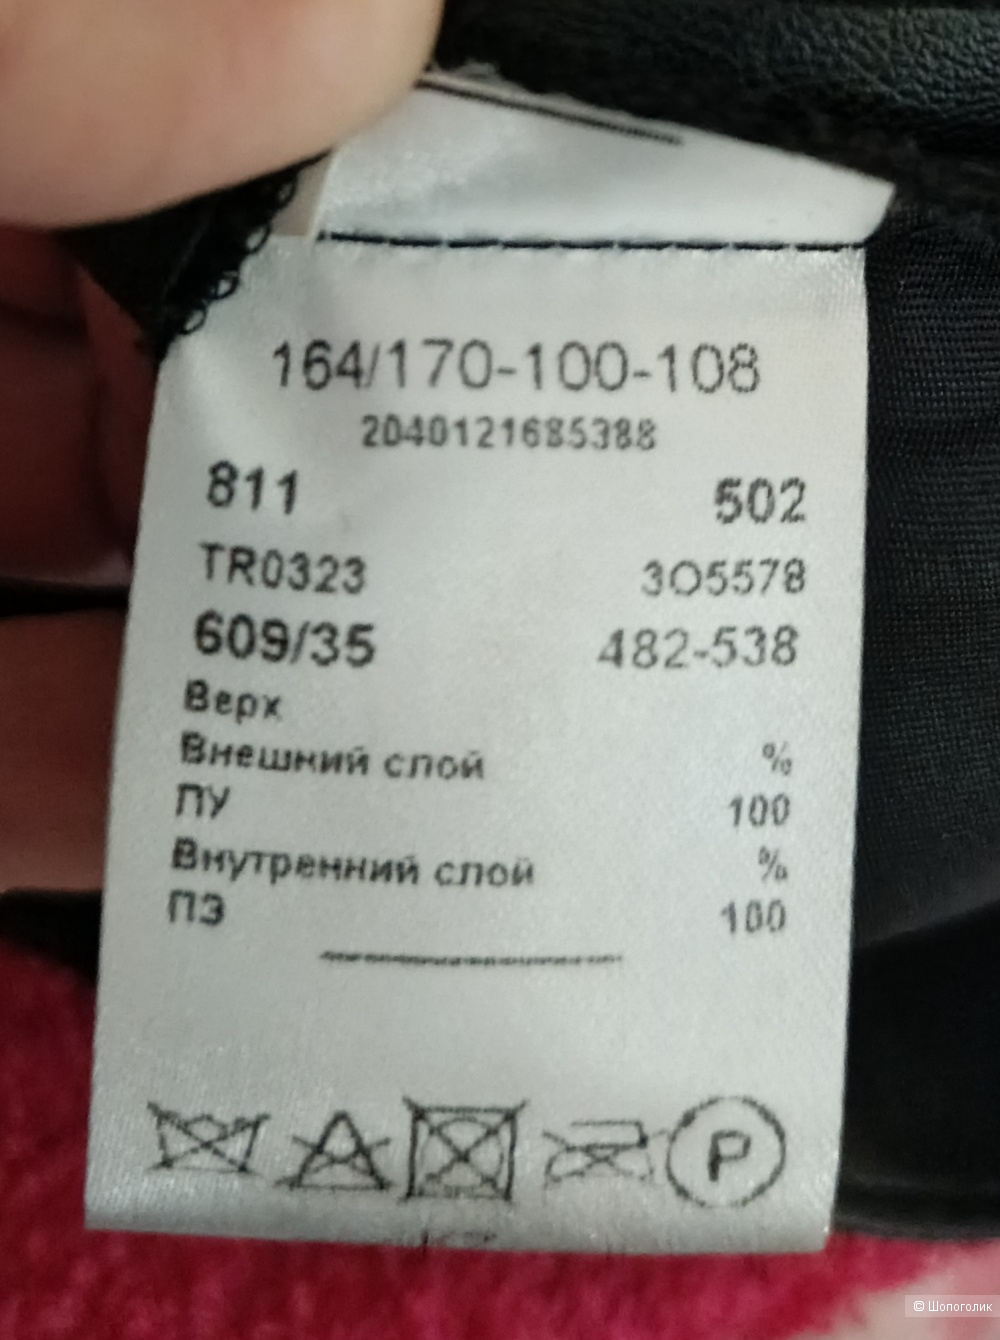 164/170-100-108
2040121685388
811 502
TR0323 3O5578
609/35 482-538
Верх
Внешний слой %
ПУ 100
Внутренний слой %
ПЭ 100
P
© Шопоголик